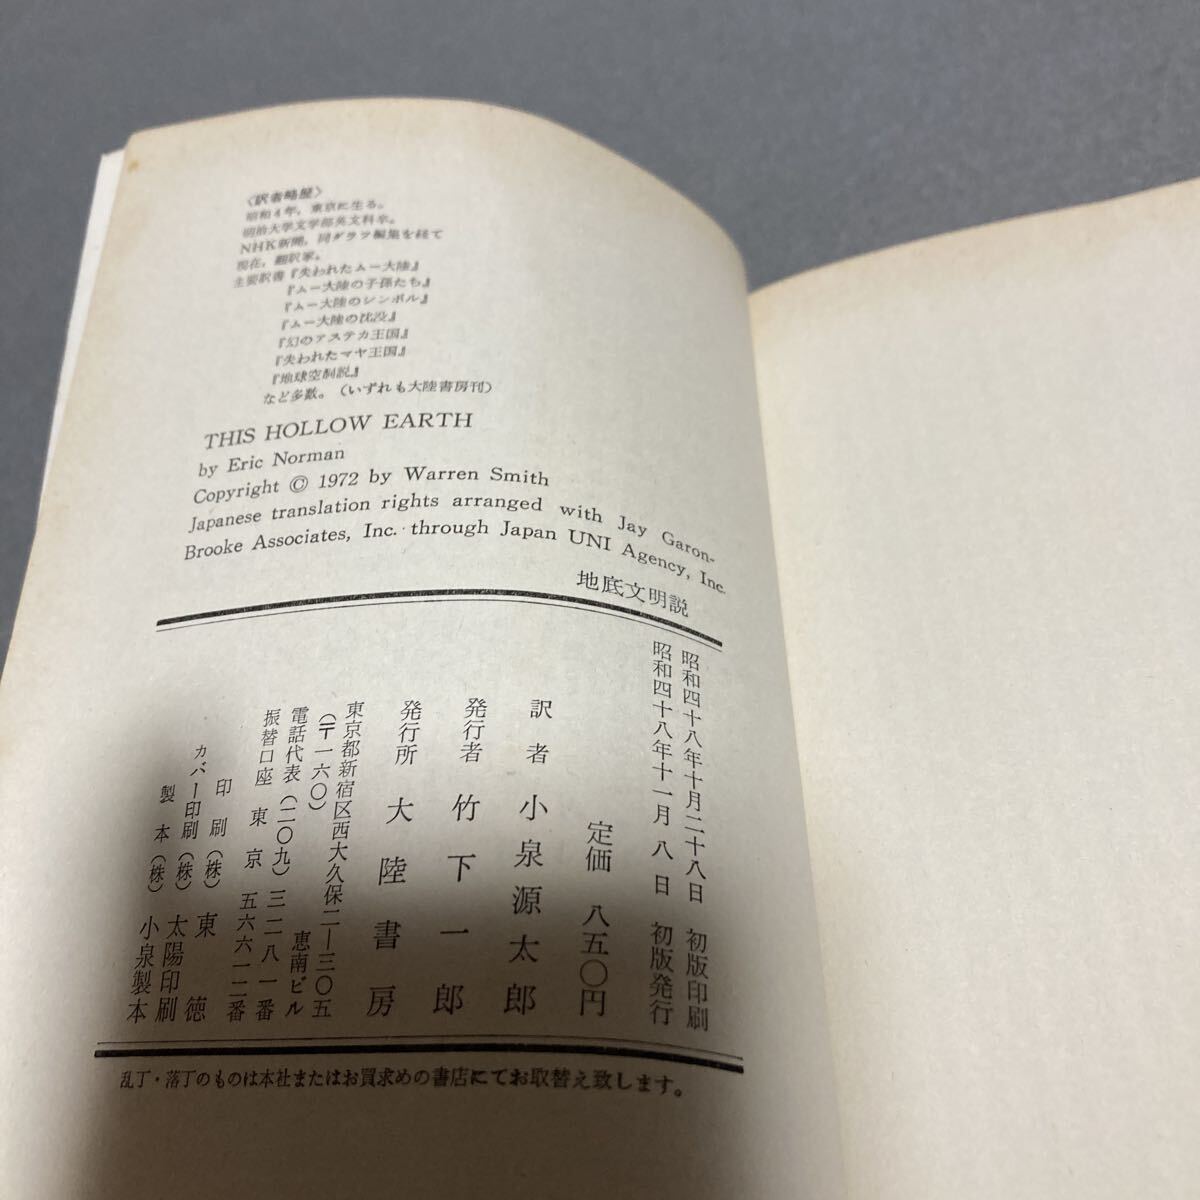 〈訳者略歴〉
昭和4年，東京に生る。
明治大学文学部英文科卒。
NHK新聞，同グラフ編集を経て
現在，翻訳家。
主要訳書『失われたムー大陸』
『ムー大陸の子孫たち』
『ムー大陸のシンボル』
『ムー大陸の沈没』
『幻のアステカ王国』
『失われたマヤ王国』
『地球空洞説』
など多数。（いずれも大陸書房刊）
THIS HOLLOW EARTH
by Eric Norman
Copyright © 1972 by Warren Smith
Japanese translation rights arranged with Jay Garon-
Brooke Associates, Inc. through Japan UNI Agency, Inc.
地底文明説
昭和四十八年十月二十八日 初版印刷
昭和四十八年十一月八日 初版発行
定価 八五〇円
訳者 小泉源太郎
発行者 竹下一郎
発行所 大陸書房
東京都新宿区西大久保二―三〇五
（〒一六〇） 恵南ビル
電話代表（二〇九）三二八一番
振替口座 東京 五六六一二番
印刷（株）東徳
カバー印刷（株）太陽印刷
製本（株）小泉製本
乱丁・落丁のものは本社またはお買求めの書店にてお取替え致します。